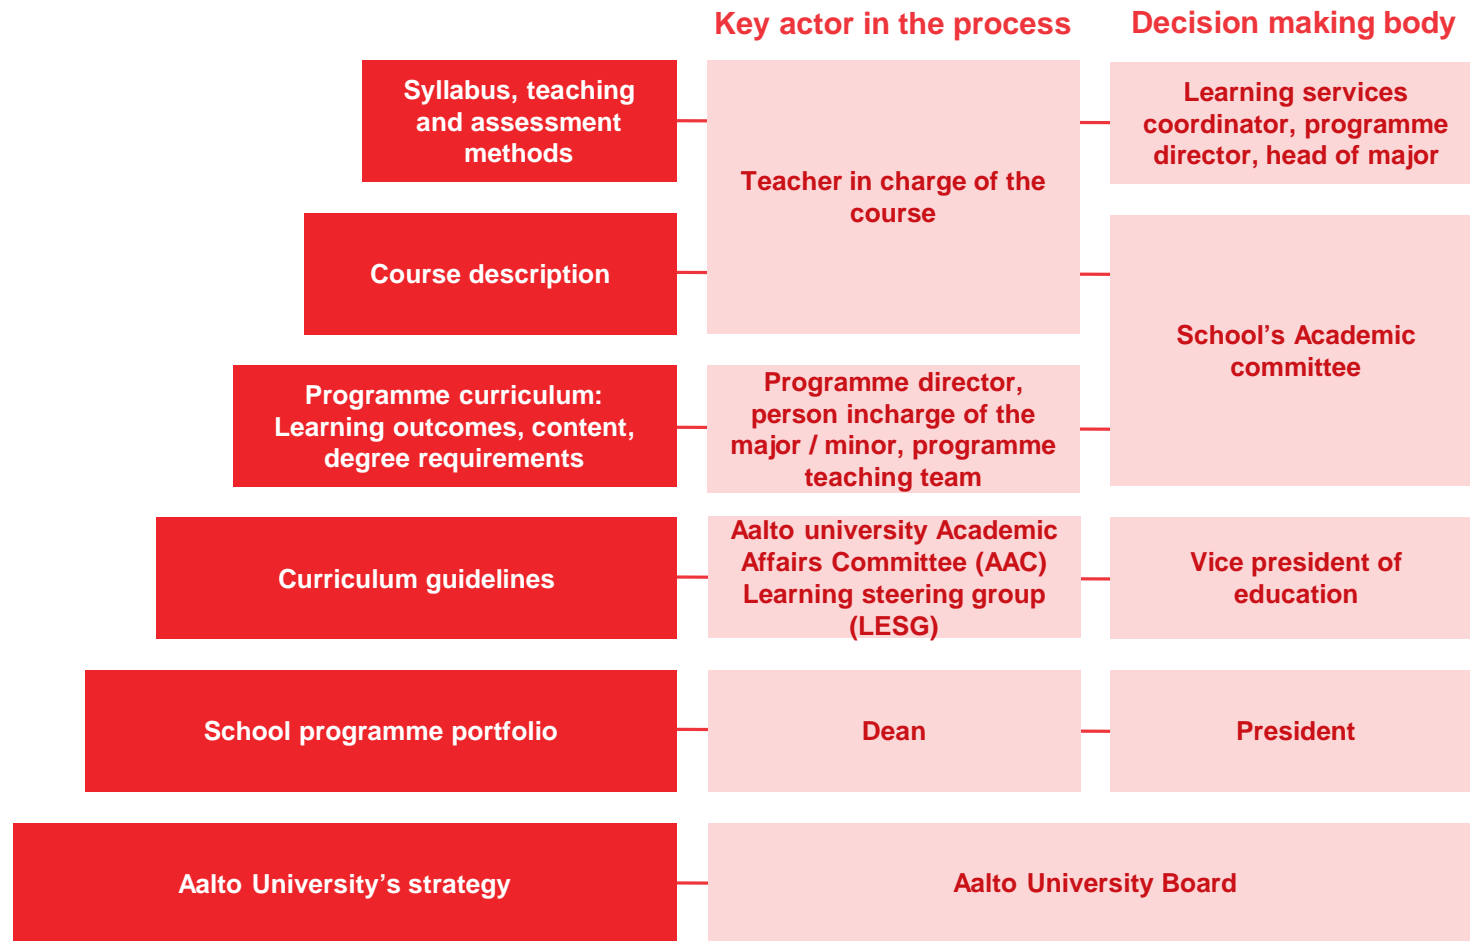 Key actor in the process
Decision making body
Syllabus, teaching
and assessment
methods
Teacher in charge of the
course
Learning services
coordinator, programme
director, head of major
Course description
School’s Academic
committee
Programme curriculum:
Learning outcomes, content,
degree requirements
Programme director,
person incharge of the
major / minor, programme
teaching team
Curriculum guidelines
Aalto university Academic
Affairs Committee (AAC)
Learning steering group
(LESG)
Vice president of
education
School programme portfolio
Dean
President
Aalto University’s strategy
Aalto University Board